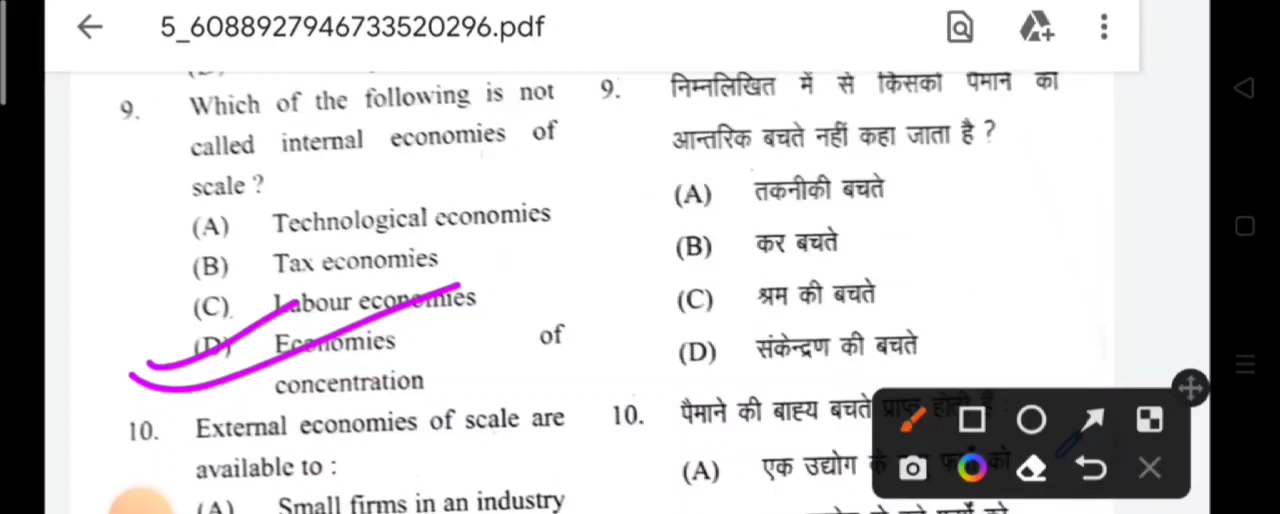 5_6088927946733520296.pdf
9. Which of the following is not
called internal economies of
scale ?
(A) Technological economies
(B) Tax economies
(C) Labour economies
(D) Economies of
concentration
10. External economies of scale are
available to :
(A) Small firms in an industry
9. निम्नलिखित में से किसको पैमाने की
आन्तरिक बचते नहीं कहा जाता है ?
(A) तकनीकी बचते
(B) कर बचते
(C) श्रम की बचते
(D) संकेन्द्रण की बचते
10. पैमाने की बाह्य बचते प्राप्त होती हैं :
(A) एक उद्योग को